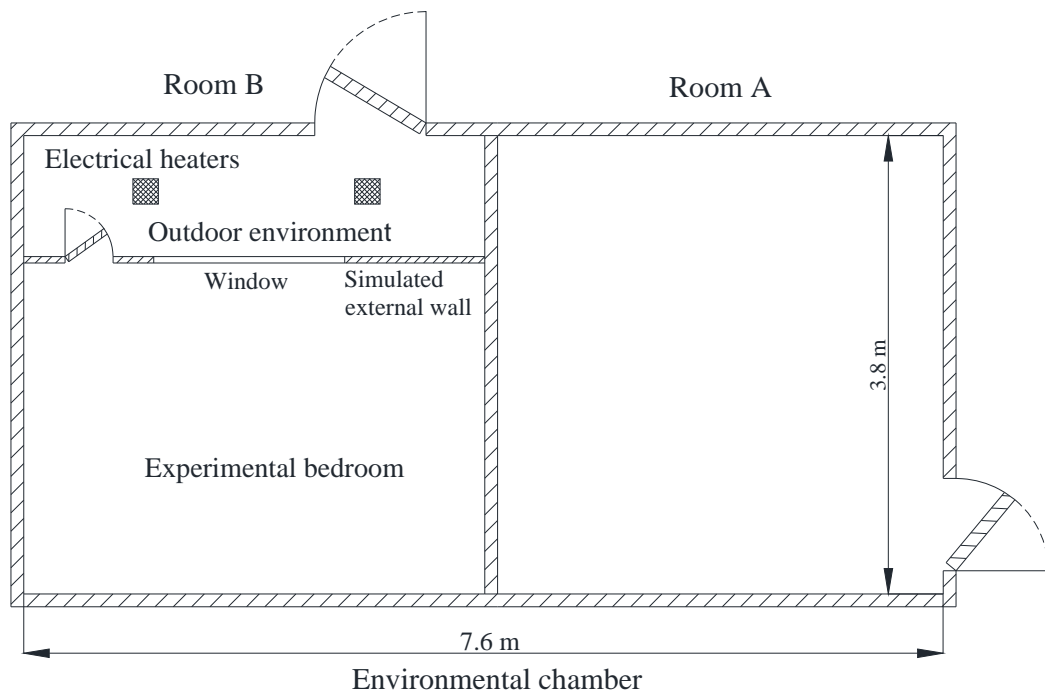 Room B
Room A
Electrical heaters
Outdoor environment
Window
Simulated
external wall
3.8 m
Experimental bedroom
7.6 m
Environmental chamber